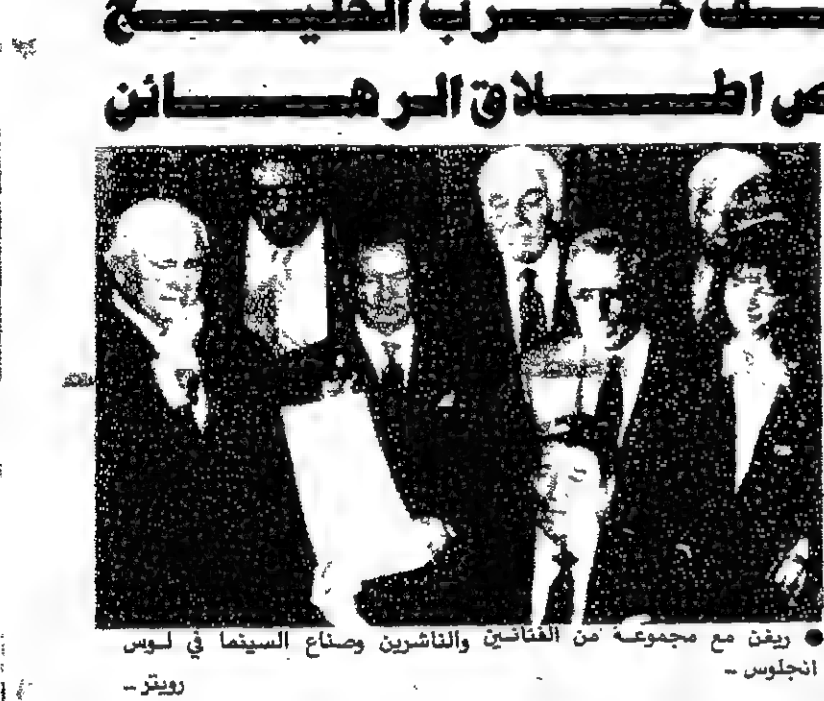 حرب الخليج
اطلاق الرهائن
ريغن مع مجموعة من الفنانين والناشرين وصناع السينما في لوس
انجلوس -
رويتر -